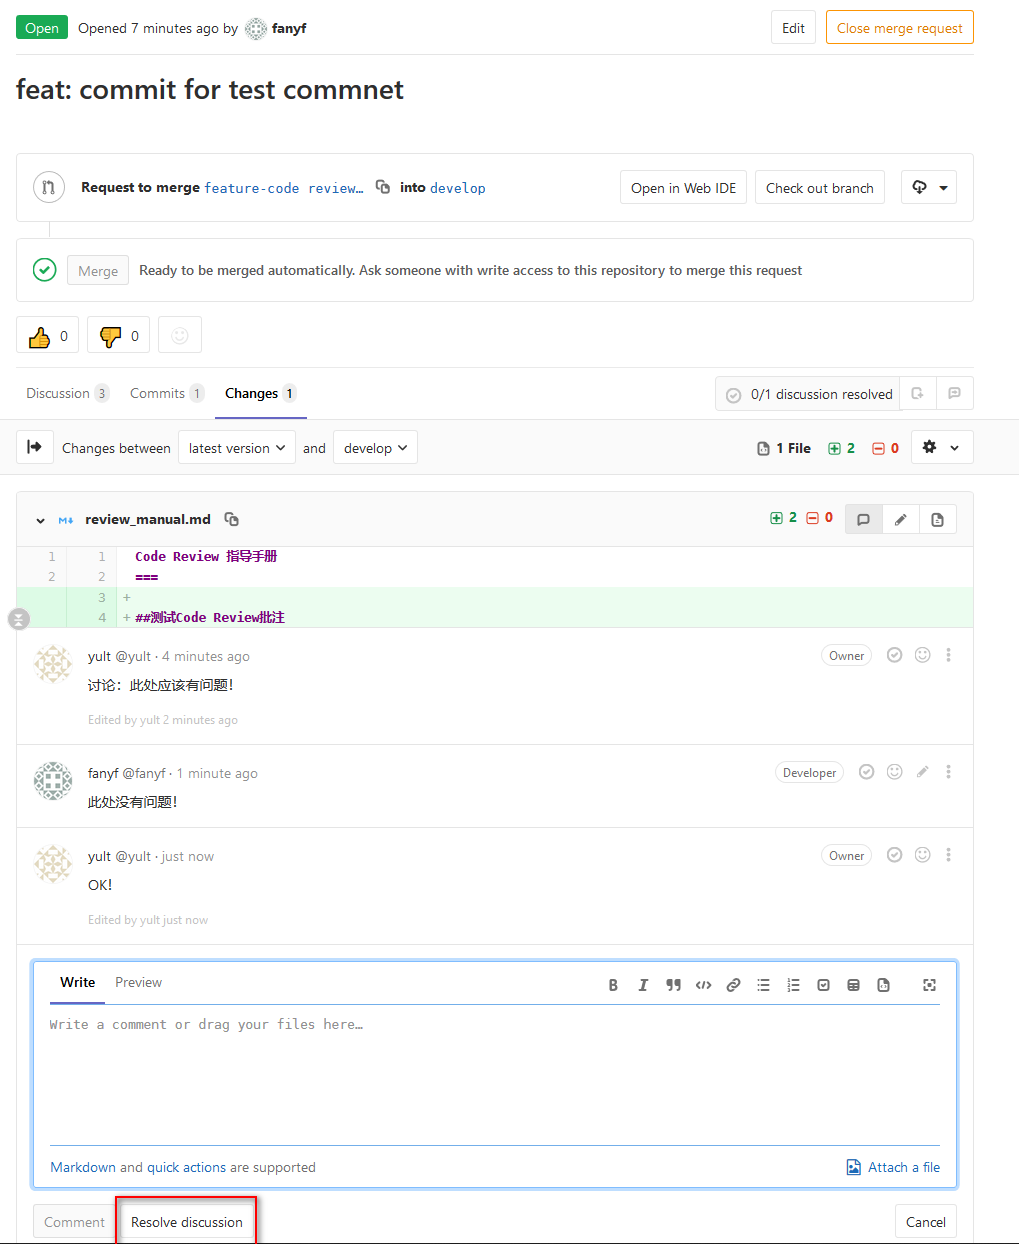 Open Opened 7 minutes ago by fanyf Edit Close merge request
feat: commit for test commnet
Request to merge feature-code review… into develop Open in Web IDE Check out branch
Merge Ready to be merged automatically. Ask someone with write access to this repository to merge this request
0 0
Discussion 3 Commits 1 Changes 1 0/1 discussion resolved
Changes between latest version and develop 1 File 2 0
M↓ review_manual.md 2 0
1 1 Code Review 指导手册
2 2 ===
3 +
4 + ##测试Code Review批注
yult @yult · 4 minutes ago Owner
讨论：此处应该有问题！
Edited by yult 2 minutes ago
fanyf @fanyf · 1 minute ago Developer
此处没有问题！
yult @yult · just now Owner
OK!
Edited by yult just now
Write Preview B I
Write a comment or drag your files here…
Markdown and quick actions are supported Attach a file
Comment Resolve discussion Cancel